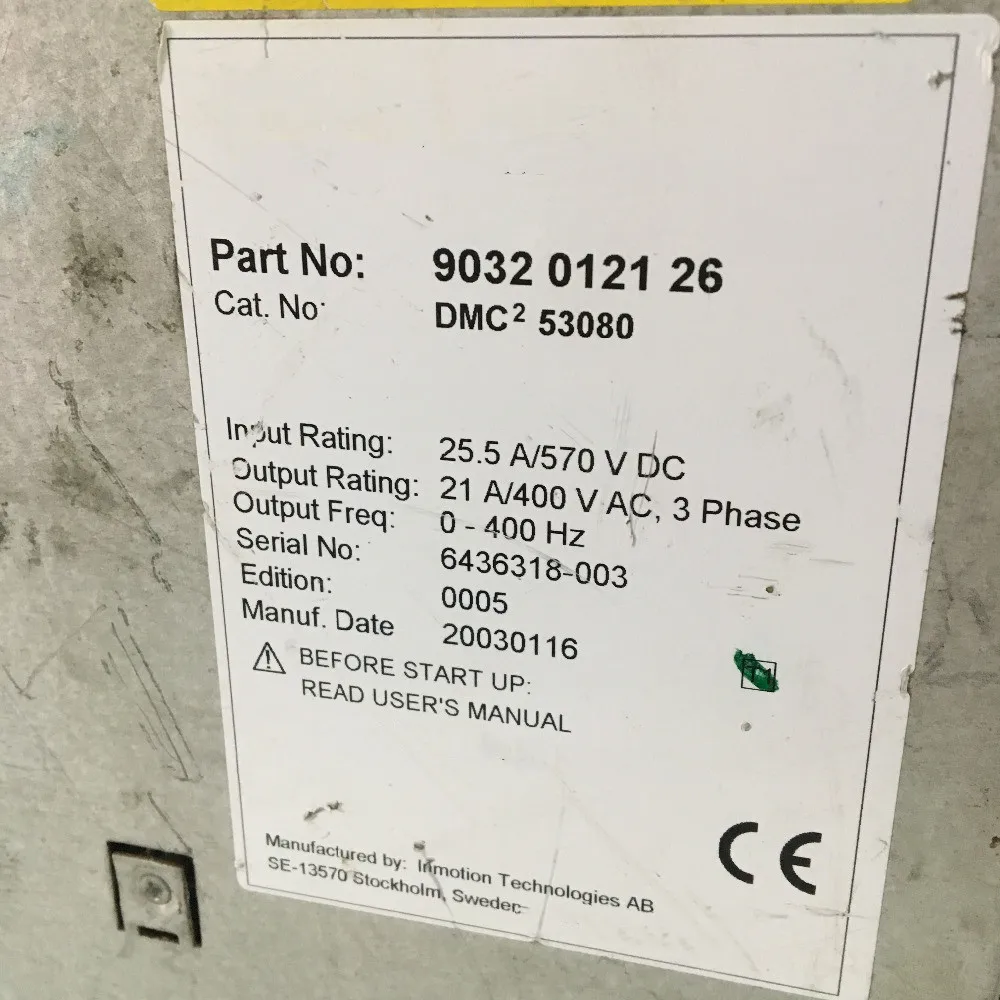 Part No: 9032 0121 26
Cat. No: DMC² 53080
Input Rating: 25.5 A/570 V DC
Output Rating: 21 A/400 V AC, 3 Phase
Output Freq: 0 - 400 Hz
Serial No: 6436318-003
Edition: 0005
Manuf. Date 20030116
BEFORE START UP:
READ USER'S MANUAL
Manufactured by: Inmotion Technologies AB
SE-13570 Stockholm, Sweden
CE